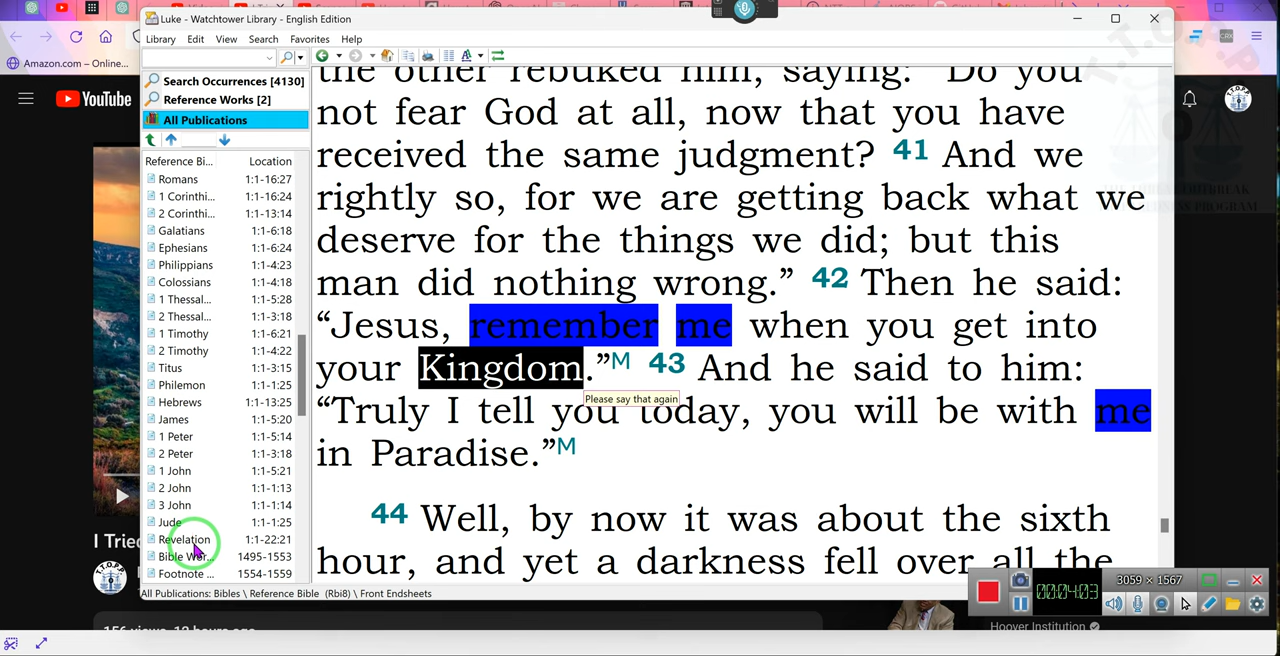 Luke - Watchtower Library - English Edition
Library Edit View Search Favorites Help
Amazon.com – Online...
YouTube
Search Occurrences [4130]
Reference Works [2]
All Publications
Reference Bi... Location
Romans 1:1-16:27
1 Corinthi... 1:1-16:24
2 Corinthi... 1:1-13:14
Galatians 1:1-6:18
Ephesians 1:1-6:24
Philippians 1:1-4:23
Colossians 1:1-4:18
1 Thessal... 1:1-5:28
2 Thessal... 1:1-3:18
1 Timothy 1:1-6:21
2 Timothy 1:1-4:22
Titus 1:1-3:15
Philemon 1:1-1:25
Hebrews 1:1-13:25
James 1:1-5:20
1 Peter 1:1-5:14
2 Peter 1:1-3:18
1 John 1:1-5:21
2 John 1:1-1:13
3 John 1:1-1:14
Jude 1:1-1:25
Revelation 1:1-22:21
Bible Wor... 1495-1553
Footnote ... 1554-1559
All Publications: Bibles \ Reference Bible (Rbi8) \ Front Endsheets
the other rebuked him, saying: “Do you
not fear God at all, now that you have
received the same judgment? 41 And we
rightly so, for we are getting back what we
deserve for the things we did; but this
man did nothing wrong.” 42 Then he said:
“Jesus, remember me when you get into
your Kingdom.”M 43 And he said to him:
Please say that again
“Truly I tell you today, you will be with me
in Paradise.”M
44 Well, by now it was about the sixth
hour, and yet a darkness fell over all the
T.T.O.P.P.
I Tried
156 views 12 hours ago
3059 × 1567
00:04:03
Hoover Institution